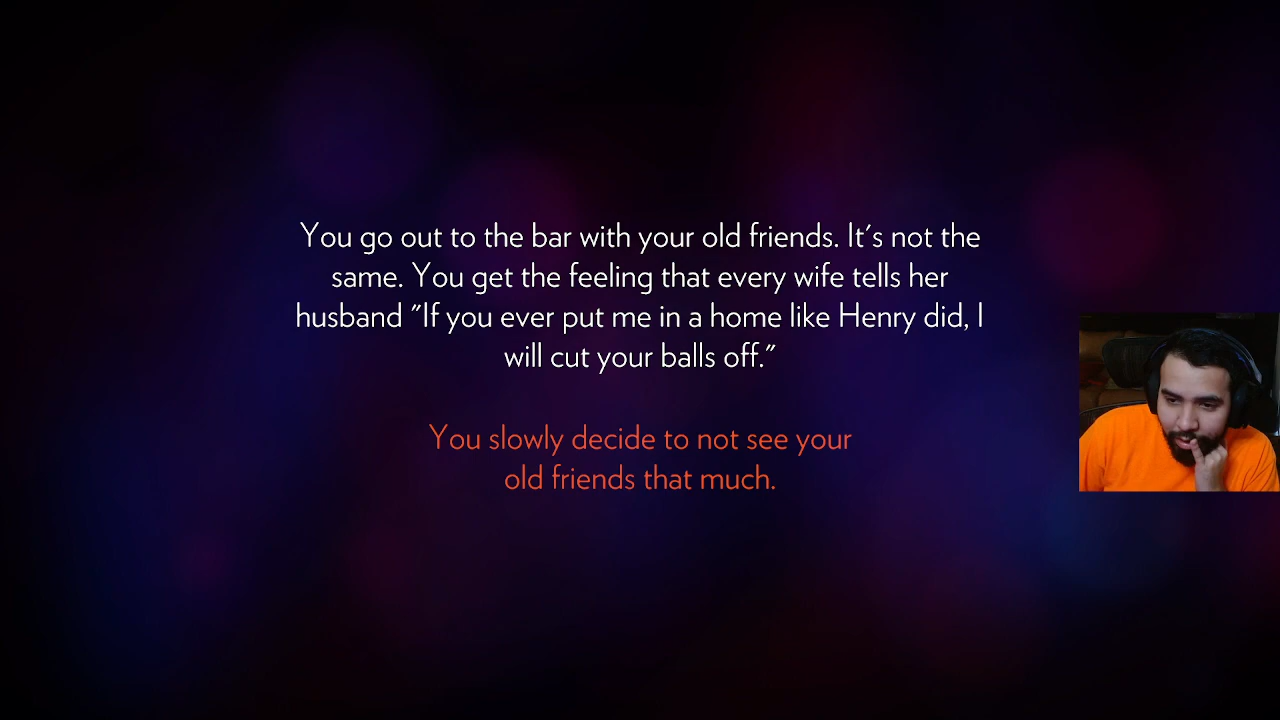 You go out to the bar with your old friends. It's not the
same. You get the feeling that every wife tells her
husband "If you ever put me in a home like Henry did, I
will cut your balls off."
You slowly decide to not see your
old friends that much.